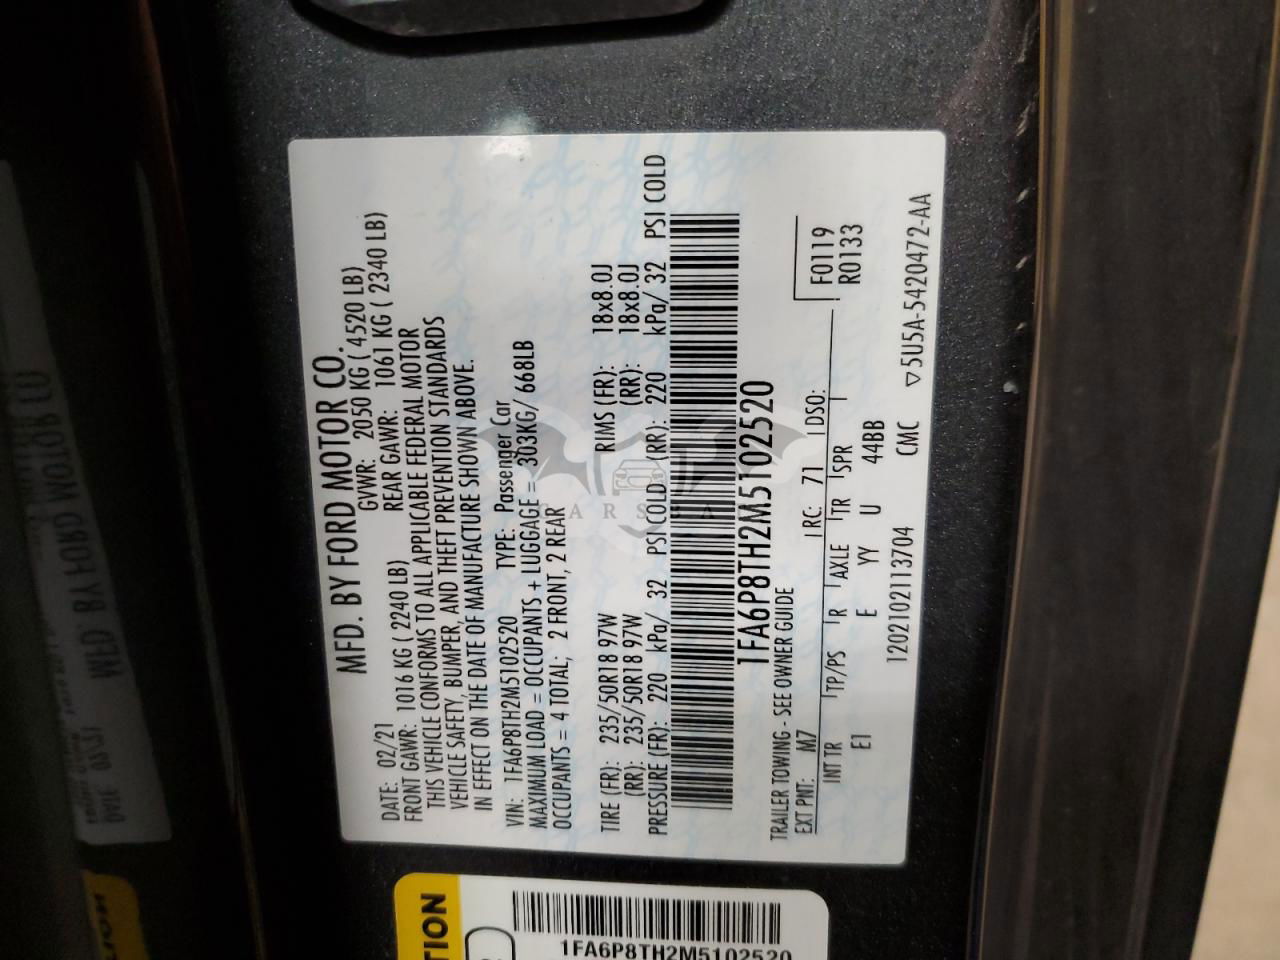 MFD. BY FORD MOTOR CO.
DATE: 02/21 GVWR: 2050 KG ( 4520 LB)
FRONT GAWR: 1016 KG ( 2240 LB) REAR GAWR: 1061 KG ( 2340 LB)
THIS VEHICLE CONFORMS TO ALL APPLICABLE FEDERAL MOTOR
VEHICLE SAFETY, BUMPER, AND THEFT PREVENTION STANDARDS
IN EFFECT ON THE DATE OF MANUFACTURE SHOWN ABOVE.
VIN: 1FA6P8TH2M5102520 TYPE: Passenger Car
MAXIMUM LOAD = OCCUPANTS + LUGGAGE = 303KG/ 668LB
OCCUPANTS = 4 TOTAL; 2 FRONT, 2 REAR
TIRE (FR): 235/50R18 97W RIMS (FR): 18x8.0J
(RR): 235/50R18 97W (RR): 18x8.0J
PRESSURE (FR): 220 kPa/ 32 PSI COLD (RR): 220 kPa/ 32 PSI COLD
1FA6P8TH2M5102520
TRAILER TOWING - SEE OWNER GUIDE
EXT PNT: M7 RC: 71 DSO: F0119
INT TR TP/PS R AXLE TR SPR R0133
E1 E YY U 44BB
1202102113704 CMC ▽5U5A-5420472-AA
CARSBA
TION
1FA6P8TH2M5102520